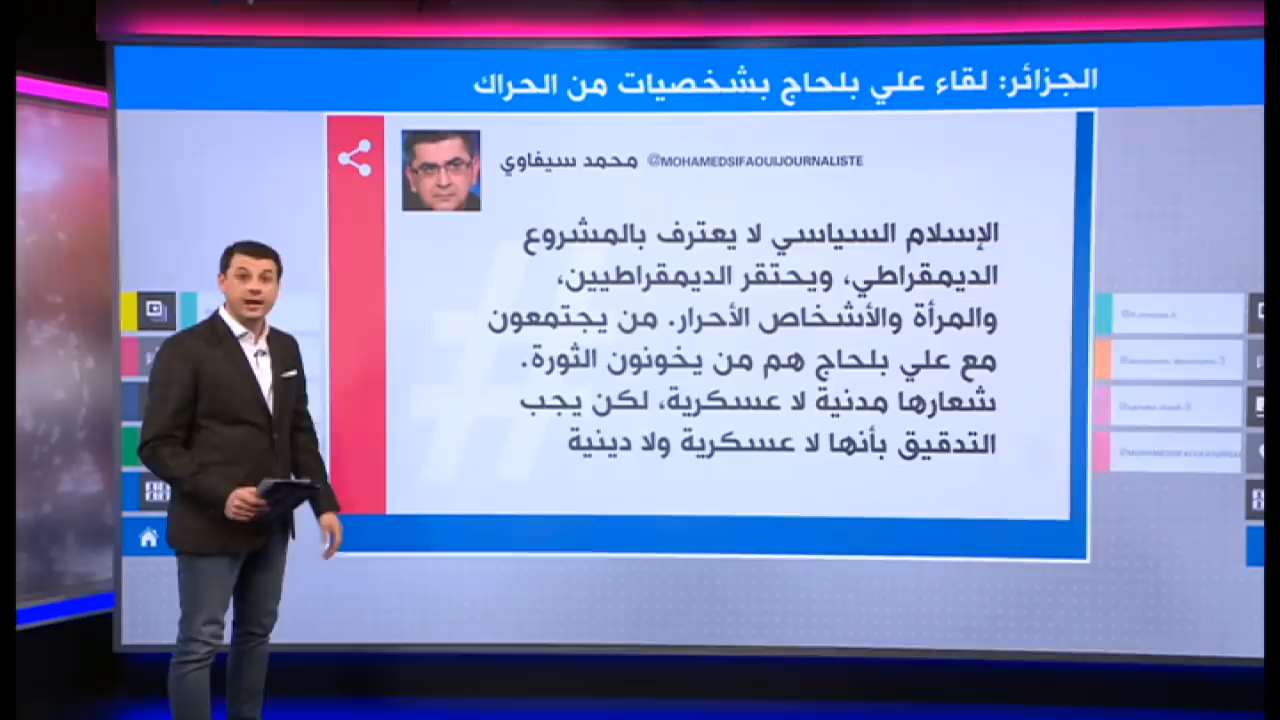 الجزائر: لقاء علي بلحاج بشخصيات من الحراك
محمد سيفاوي @MOHAMEDSIFAOUIJOURNALISTE
الإسلام السياسي لا يعترف بالمشروع
الديمقراطي، ويحتقر الديمقراطيين،
والمرأة والأشخاص الأحرار. من يجتمعون
مع علي بلحاج هم من يخونون الثورة.
شعارها مدنية لا عسكرية، لكن يجب
التدقيق بأنها لا عسكرية ولا دينية